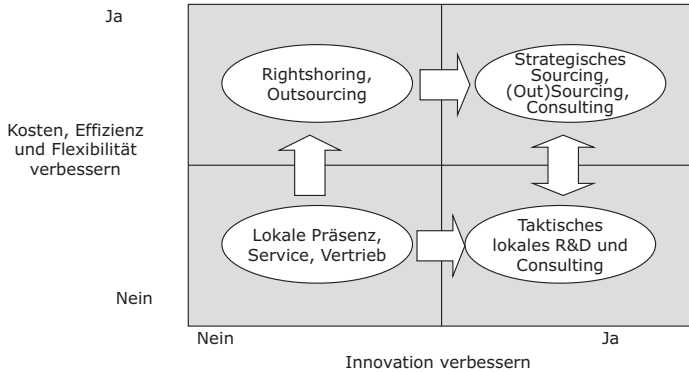 Ja
Rightshoring,
Outsourcing
Strategisches
Sourcing,
(Out)Sourcing,
Consulting
Kosten, Effizienz
und Flexibilität
verbessern
Lokale Präsenz,
Service, Vertrieb
Taktisches
lokales R&D und
Consulting
Nein
Nein
Ja
Innovation verbessern